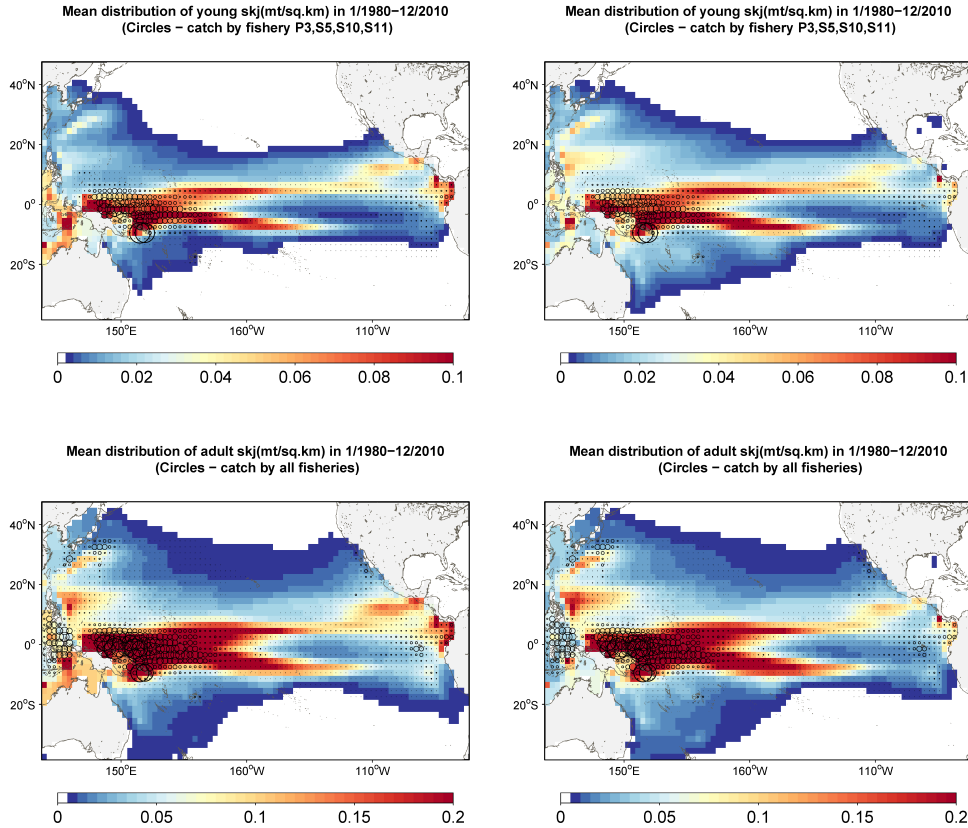 Mean distribution of young skj(mt/sq.km) in 1/1980−12/2010
(Circles − catch by fishery P3,S5,S10,S11)
40°N
20°N
0°
20°S
150°E
160°W
110°W
0
0.02
0.04
0.06
0.08
0.1
Mean distribution of young skj(mt/sq.km) in 1/1980−12/2010
(Circles − catch by fishery P3,S5,S10,S11)
40°N
20°N
0°
20°S
150°E
160°W
110°W
0
0.02
0.04
0.06
0.08
0.1
Mean distribution of adult skj(mt/sq.km) in 1/1980−12/2010
(Circles − catch by all fisheries)
40°N
20°N
0°
20°S
150°E
160°W
110°W
0
0.05
0.1
0.15
0.2
Mean distribution of adult skj(mt/sq.km) in 1/1980−12/2010
(Circles − catch by all fisheries)
40°N
20°N
0°
20°S
150°E
160°W
110°W
0
0.05
0.1
0.15
0.2